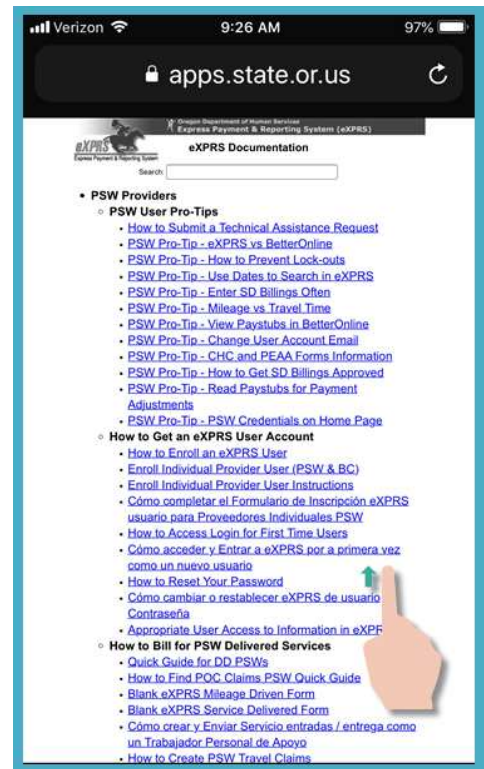 Verizon 9:26 AM 97%
apps.state.or.us
Oregon Department of Human Services
Express Payment & Reporting System (eXPRS)
eXPRS
Express Payment & Reporting System
eXPRS Documentation
Search:
• PSW Providers
○ PSW User Pro-Tips
▪ How to Submit a Technical Assistance Request
▪ PSW Pro-Tip - eXPRS vs BetterOnline
▪ PSW Pro-Tip - How to Prevent Lock-outs
▪ PSW Pro-Tip - Use Dates to Search in eXPRS
▪ PSW Pro-Tip - Enter SD Billings Often
▪ PSW Pro-Tip - Mileage vs Travel Time
▪ PSW Pro-Tip - View Paystubs in BetterOnline
▪ PSW Pro-Tip - Change User Account Email
▪ PSW Pro-Tip - CHC and PEAA Forms Information
▪ PSW Pro-Tip - How to Get SD Billings Approved
▪ PSW Pro-Tip - Read Paystubs for Payment
Adjustments
▪ PSW Pro-Tip - PSW Credentials on Home Page
○ How to Get an eXPRS User Account
▪ How to Enroll an eXPRS User
▪ Enroll Individual Provider User (PSW & BC)
▪ Enroll Individual Provider User Instructions
▪ Cómo completar el Formulario de Inscripción eXPRS
usuario para Proveedores Individuales PSW
▪ How to Access Login for First Time Users
▪ Cómo acceder y Entrar a eXPRS por a primera vez
como un nuevo usuario
▪ How to Reset Your Password
▪ Cómo cambiar o restablecer eXPRS de usuario
Contraseña
▪ Appropriate User Access to Information in eXPR
○ How to Bill for PSW Delivered Services
▪ Quick Guide for DD PSWs
▪ How to Find POC Claims PSW Quick Guide
▪ Blank eXPRS Mileage Driven Form
▪ Blank eXPRS Service Delivered Form
▪ Cómo crear y Enviar Servicio entradas / entrega como
un Trabajador Personal de Apoyo
▪ How to Create PSW Travel Claims